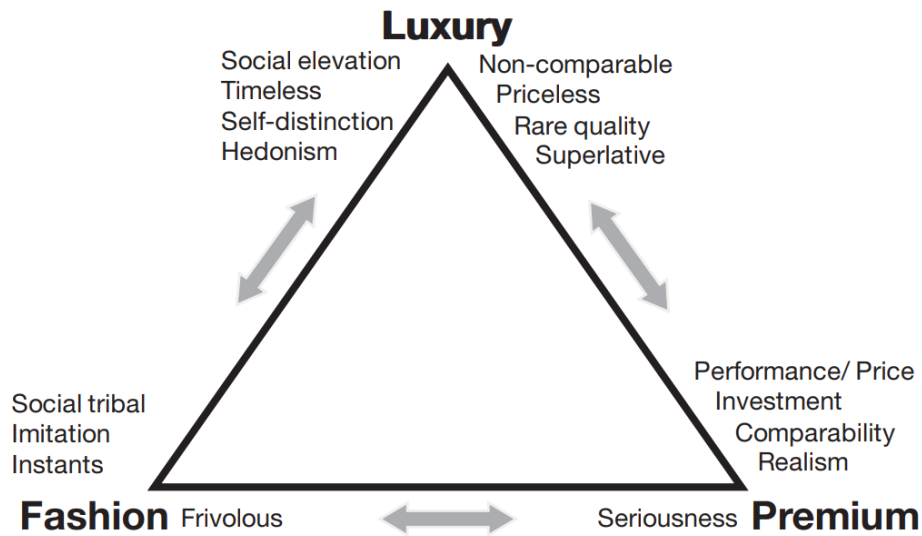 Luxury
Social elevation
Timeless
Self-distinction
Hedonism
Non-comparable
Priceless
Rare quality
Superlative
Social tribal
Imitation
Instants
Performance/ Price
Investment
Comparability
Realism
Fashion Frivolous
Seriousness Premium